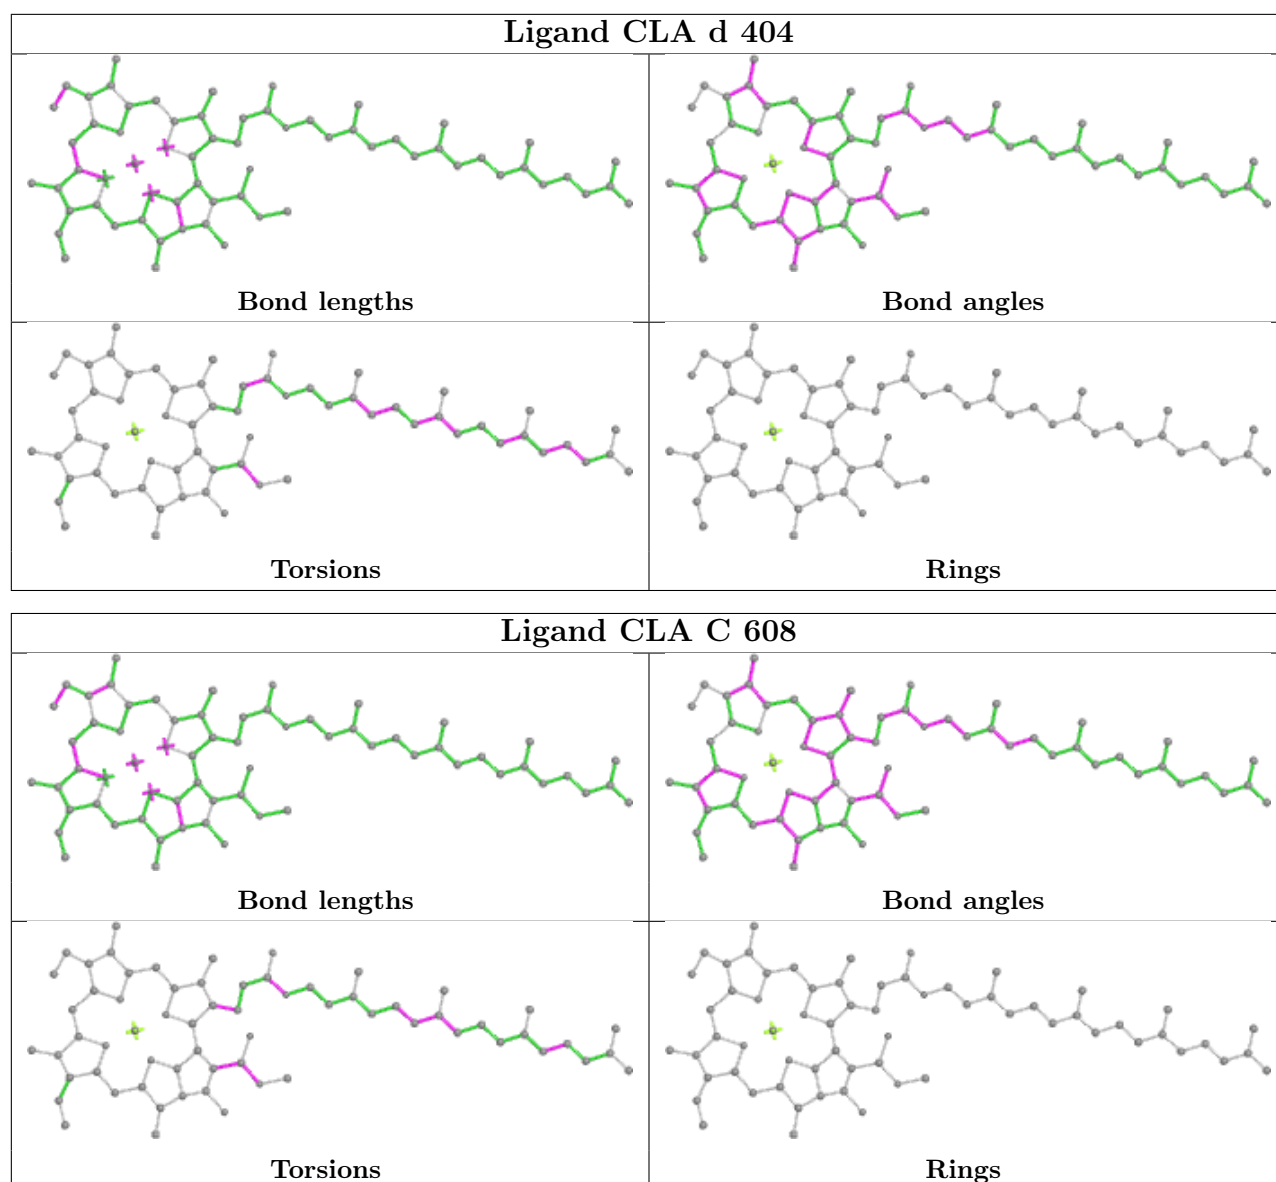 Ligand CLA d 404
Bond lengths
Bond angles
Torsions
Rings
Ligand CLA C 608
Bond lengths
Bond angles
Torsions
Rings